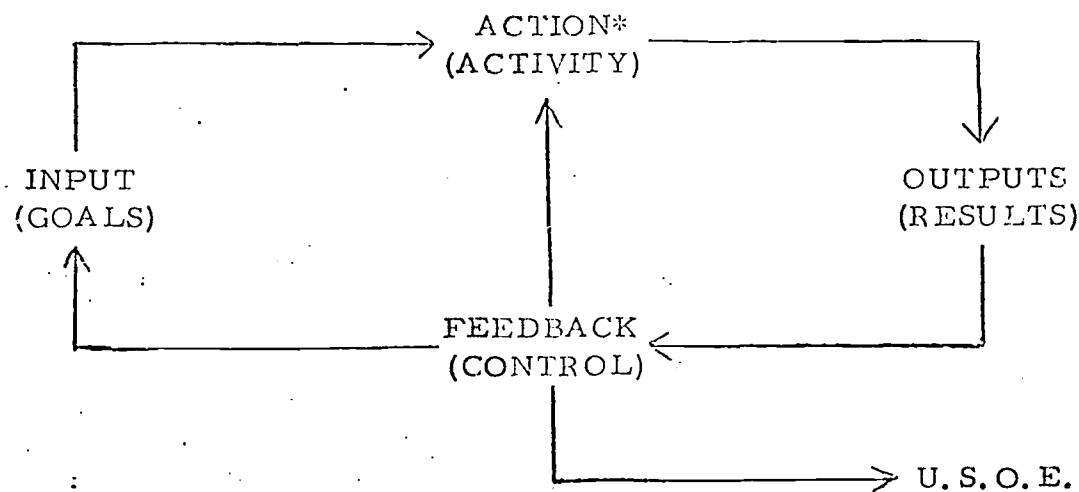 ACTION*
(ACTIVITY)
INPUT
(GOALS)
OUTPUTS
(RESULTS)
FEEDBACK
(CONTROL)
U.S.O.E.